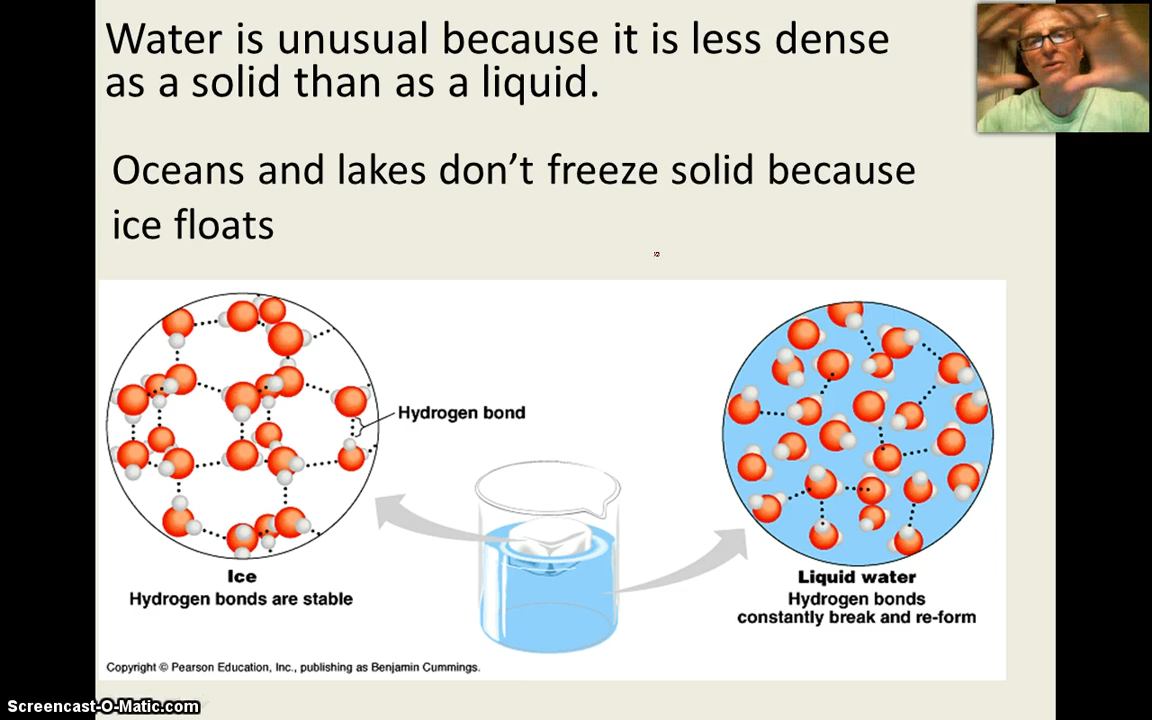 Water is unusual because it is less dense
as a solid than as a liquid.
Oceans and lakes don’t freeze solid because
ice floats
Hydrogen bond
Ice
Hydrogen bonds are stable
Liquid water
Hydrogen bonds
constantly break and re-form
Copyright © Pearson Education, Inc., publishing as Benjamin Cummings.
Screencast-O-Matic.com